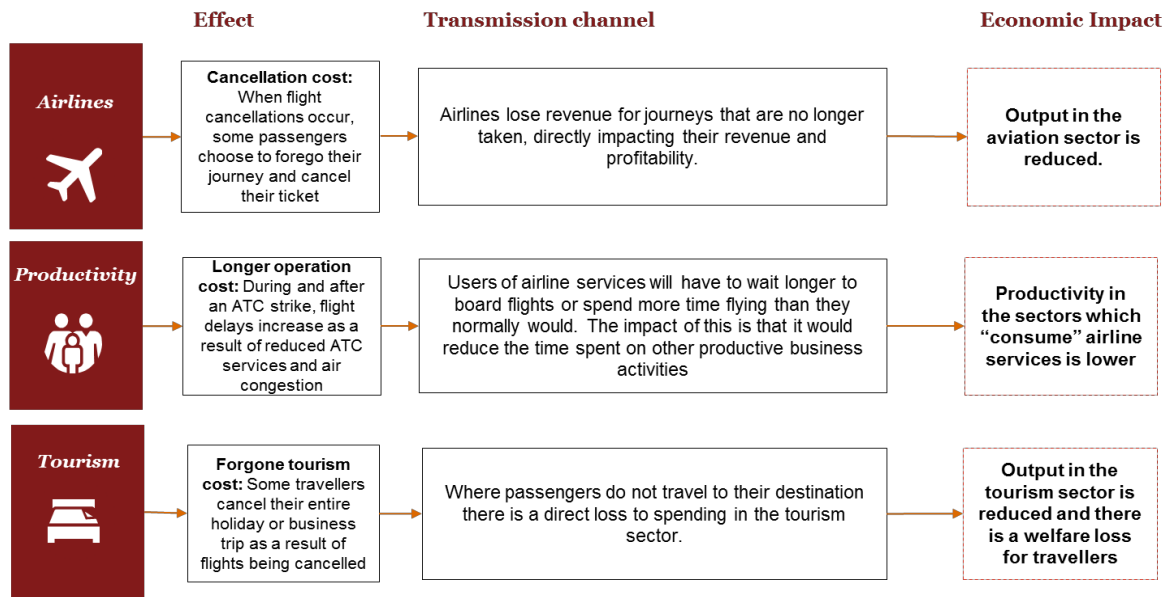 Effect
Transmission channel
Economic Impact
Airlines
Cancellation cost:
When flight
cancellations occur,
some passengers
choose to forego their
journey and cancel
their ticket
Airlines lose revenue for journeys that are no longer
taken, directly impacting their revenue and
profitability.
Output in the
aviation sector is
reduced.
Productivity
Longer operation
cost: During and after
an ATC strike, flight
delays increase as a
result of reduced ATC
services and air
congestion
Users of airline services will have to wait longer to
board flights or spend more time flying than they
normally would.  The impact of this is that it would
reduce the time spent on other productive business
activities
Productivity in
the sectors which
“consume” airline
services is lower
Tourism
Forgone tourism
cost: Some travellers
cancel their entire
holiday or business
trip as a result of
flights being cancelled
Where passengers do not travel to their destination
there is a direct loss to spending in the tourism
sector.
Output in the
tourism sector is
reduced and there
is a welfare loss
for travellers